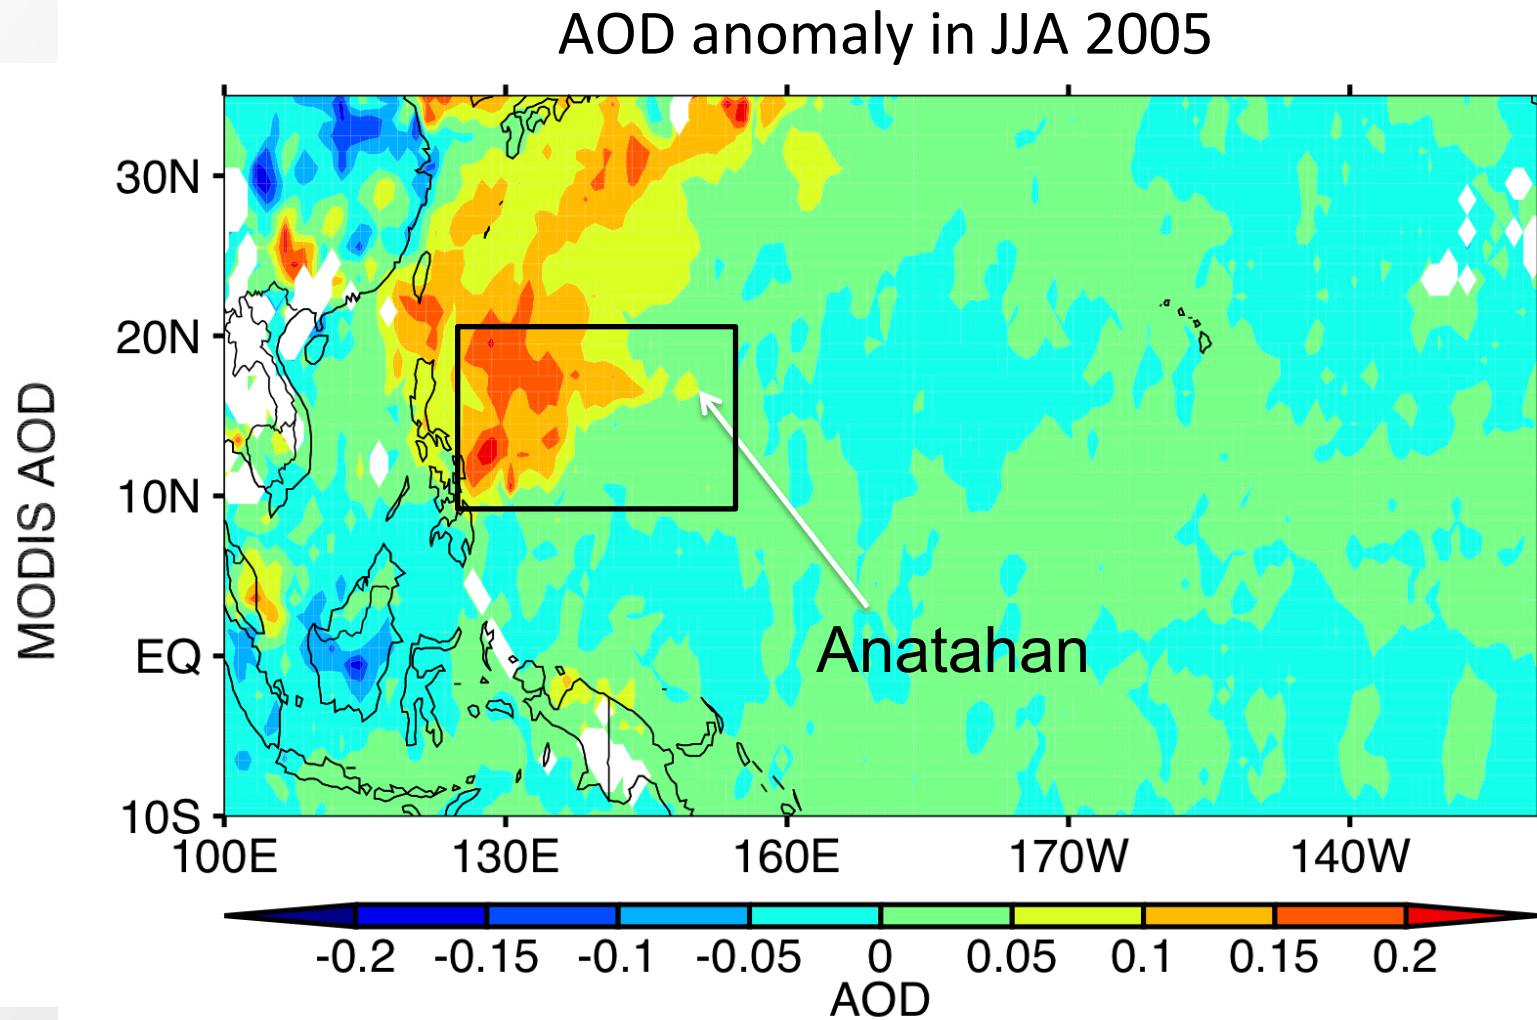 AOD anomaly in JJA 2005
MODIS AOD
30N
20N
10N
EQ
10S
Anatahan
100E 130E 160E 170W 140W
-0.2 -0.15 -0.1 -0.05 0 0.05 0.1 0.15 0.2
AOD